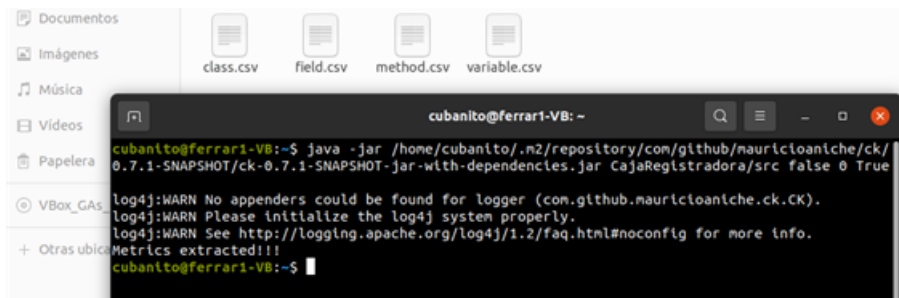 Documentos
Imágenes
Música
Vídeos
Papelera
VBox_GAs_
Otras ubica
class.csv
field.csv
method.csv
variable.csv
cubanito@ferrar1-VB: ~
cubanito@ferrar1-VB:~$ java -jar /home/cubanito/.m2/repository/com/github/mauricioaniche/ck/
0.7.1-SNAPSHOT/ck-0.7.1-SNAPSHOT-jar-with-dependencies.jar CajaRegistradora/src false 0 True
log4j:WARN No appenders could be found for logger (com.github.mauricioaniche.ck.CK).
log4j:WARN Please initialize the log4j system properly.
log4j:WARN See http://logging.apache.org/log4j/1.2/faq.html#noconfig for more info.
Metrics extracted!!!
cubanito@ferrar1-VB:~$